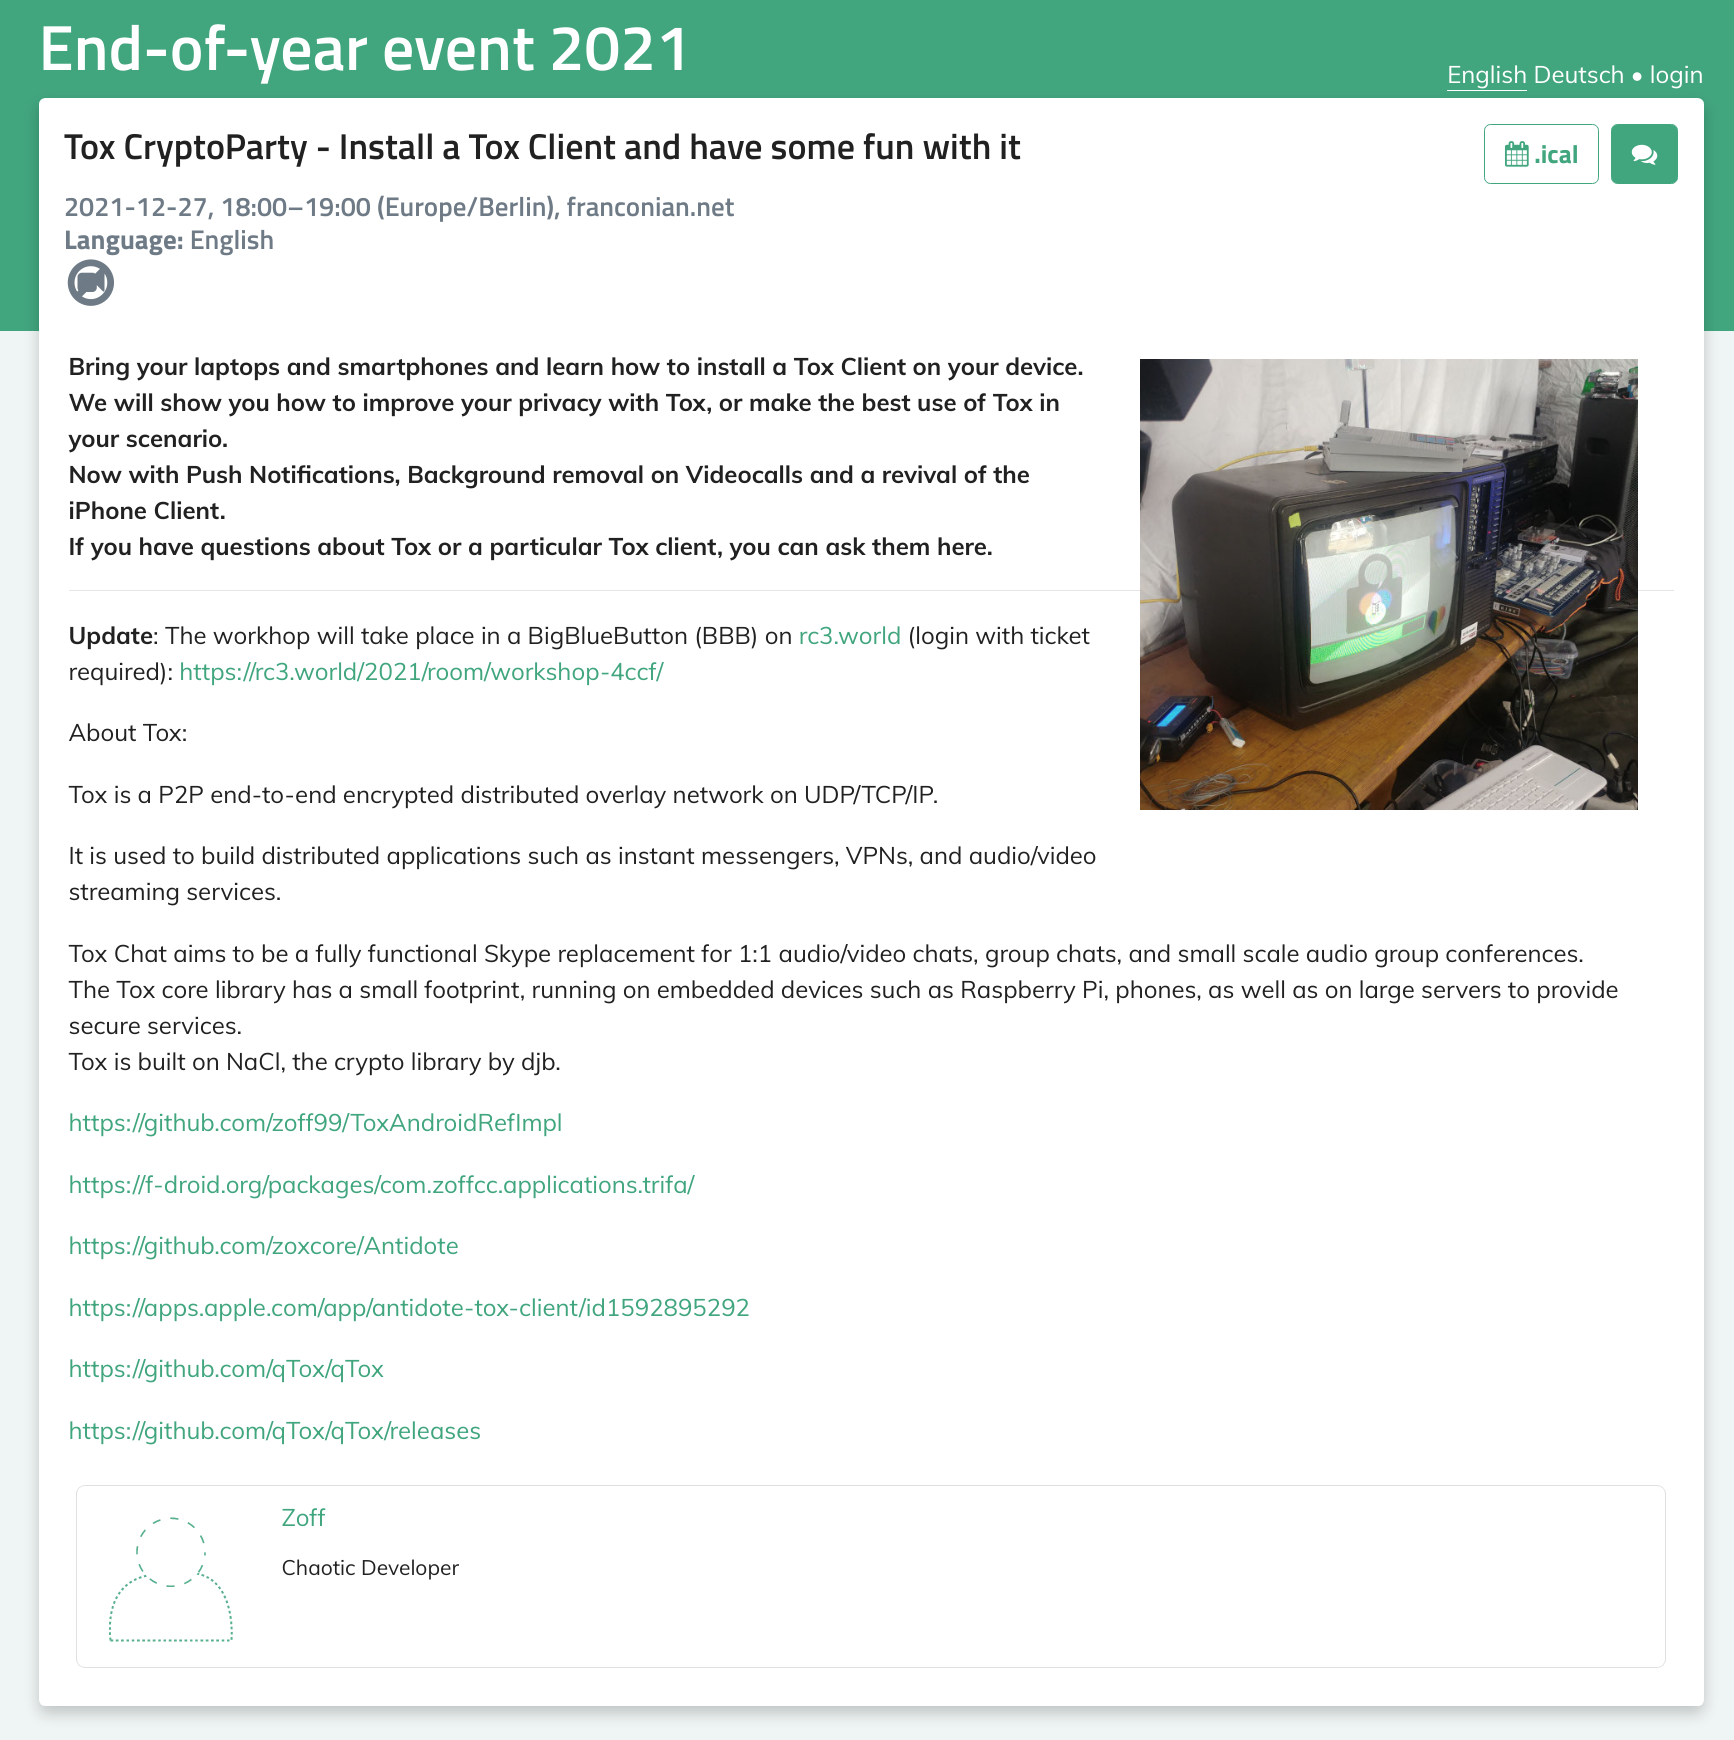 End-of-year event 2021
English Deutsch • login
Tox CryptoParty - Install a Tox Client and have some fun with it
.ical
2021-12-27, 18:00–19:00 (Europe/Berlin), franconian.net
Language: English
Bring your laptops and smartphones and learn how to install a Tox Client on your device.
We will show you how to improve your privacy with Tox, or make the best use of Tox in
your scenario.
Now with Push Notifications, Background removal on Videocalls and a revival of the
iPhone Client.
If you have questions about Tox or a particular Tox client, you can ask them here.
Update: The workhop will take place in a BigBlueButton (BBB) on rc3.world (login with ticket
required): https://rc3.world/2021/room/workshop-4ccf/
About Tox:
Tox is a P2P end-to-end encrypted distributed overlay network on UDP/TCP/IP.
It is used to build distributed applications such as instant messengers, VPNs, and audio/video
streaming services.
Tox Chat aims to be a fully functional Skype replacement for 1:1 audio/video chats, group chats, and small scale audio group conferences.
The Tox core library has a small footprint, running on embedded devices such as Raspberry Pi, phones, as well as on large servers to provide
secure services.
Tox is built on NaCl, the crypto library by djb.
https://github.com/zoff99/ToxAndroidRefImpl
https://f-droid.org/packages/com.zoffcc.applications.trifa/
https://github.com/zoxcore/Antidote
https://apps.apple.com/app/antidote-tox-client/id1592895292
https://github.com/qTox/qTox
https://github.com/qTox/qTox/releases
Zoff
Chaotic Developer